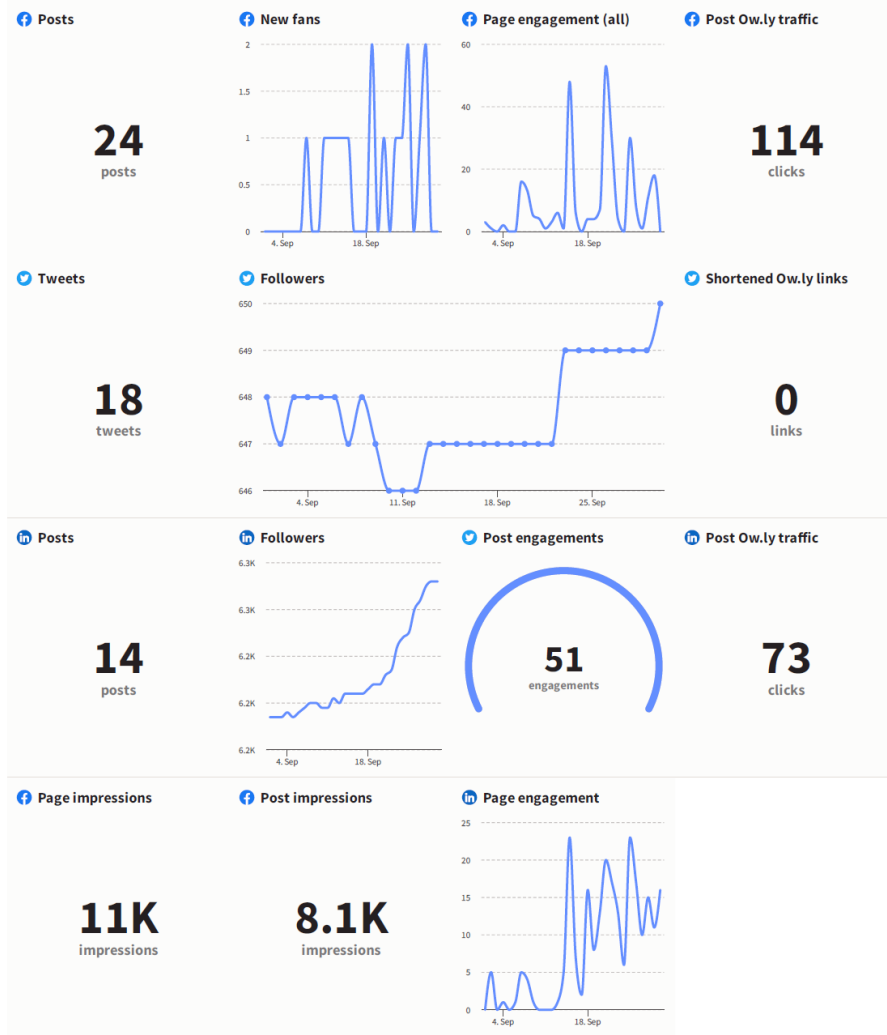 Posts
24
posts
New fans
2
1.5
1
0.5
0
4. Sep
18. Sep
Page engagement (all)
60
40
20
0
4. Sep
18. Sep
Post Ow.ly traffic
114
clicks
Tweets
18
tweets
Followers
650
649
648
647
646
4. Sep
11. Sep
18. Sep
25. Sep
Shortened Ow.ly links
0
links
in
Posts
14
posts
in
Followers
6.3K
6.3K
6.2K
6.2K
6.2K
4. Sep
18. Sep
Post engagements
51
engagements
in
Post Ow.ly traffic
73
clicks
Page impressions
11K
impressions
Post impressions
8.1K
impressions
in
Page engagement
25
20
15
10
5
0
4. Sep
18. Sep